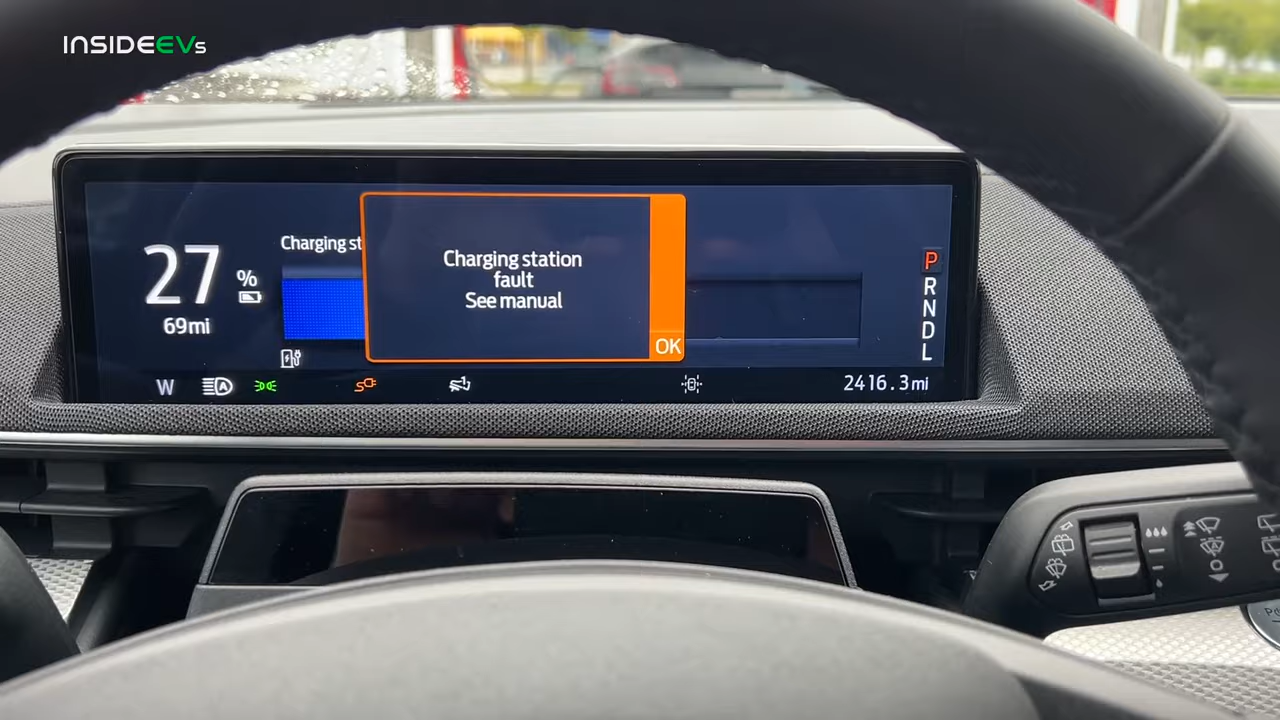 INSIDEEVs
Charging st
27 %
69mi
Charging station
fault
See manual
OK
P
R
N
D
L
W
A
2416.3mi